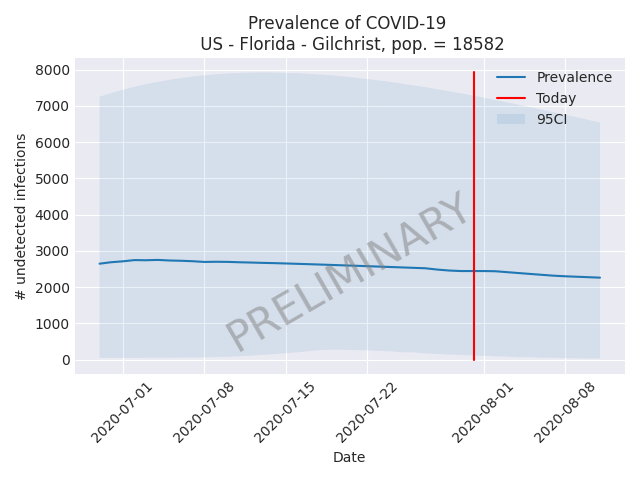 Prevalence of COVID-19
US - Florida - Gilchrist, pop. = 18582
8000
7000
6000
5000
4000
3000
2000
1000
0
# undetected infections
Prevalence
Today
95CI
PRELIMINARY
2020-07-01
2020-07-08
2020-07-15
2020-07-22
2020-08-01
2020-08-08
Date